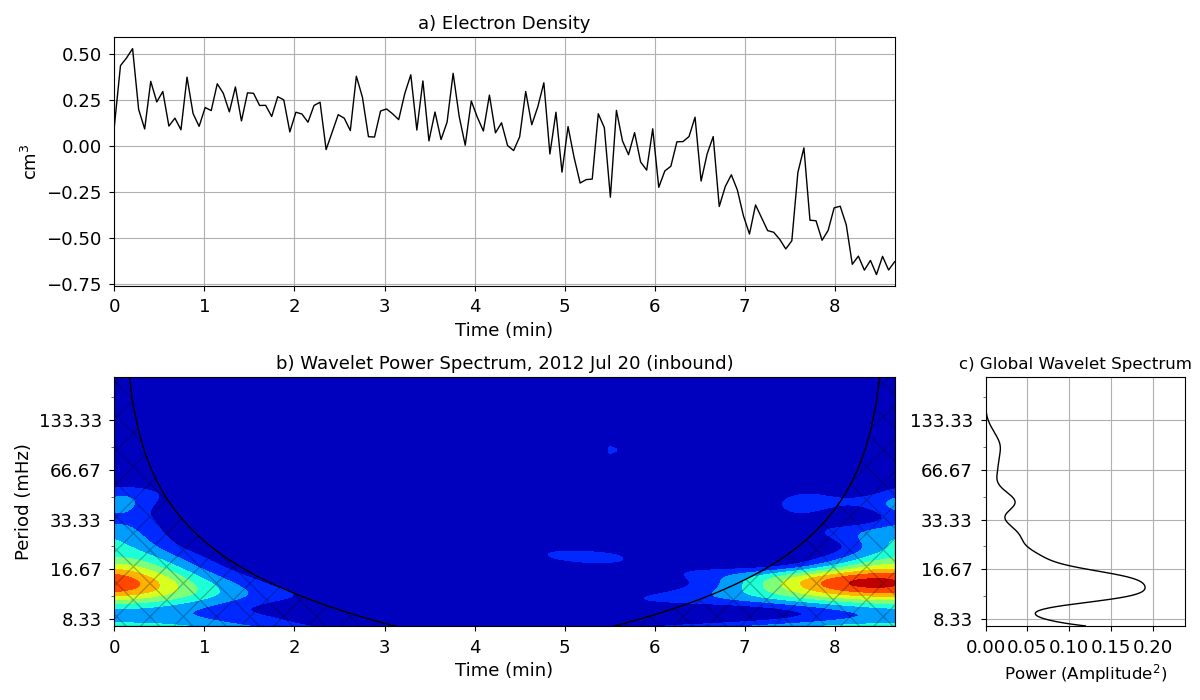 a) Electron Density
cm³
0.50
0.25
0.00
−0.25
−0.50
−0.75
0 1 2 3 4 5 6 7 8
Time (min)
b) Wavelet Power Spectrum, 2012 Jul 20 (inbound)
Period (mHz)
133.33
66.67
33.33
16.67
8.33
0 1 2 3 4 5 6 7 8
Time (min)
c) Global Wavelet Spectrum
133.33
66.67
33.33
16.67
8.33
0.00 0.05 0.10 0.15 0.20
Power (Amplitude²)